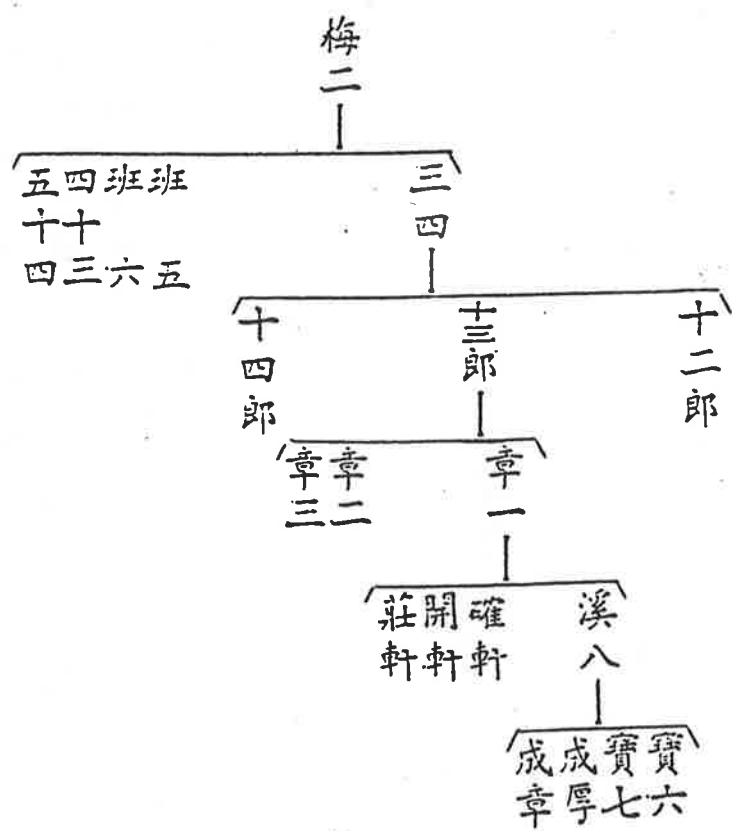 梅二
三四
班五
班六
四十三
五十四
十二郎
十三郎
十四郎
章一
章二
章三
溪八
確軒
開軒
莊軒
寶六
寶七
成厚
成章